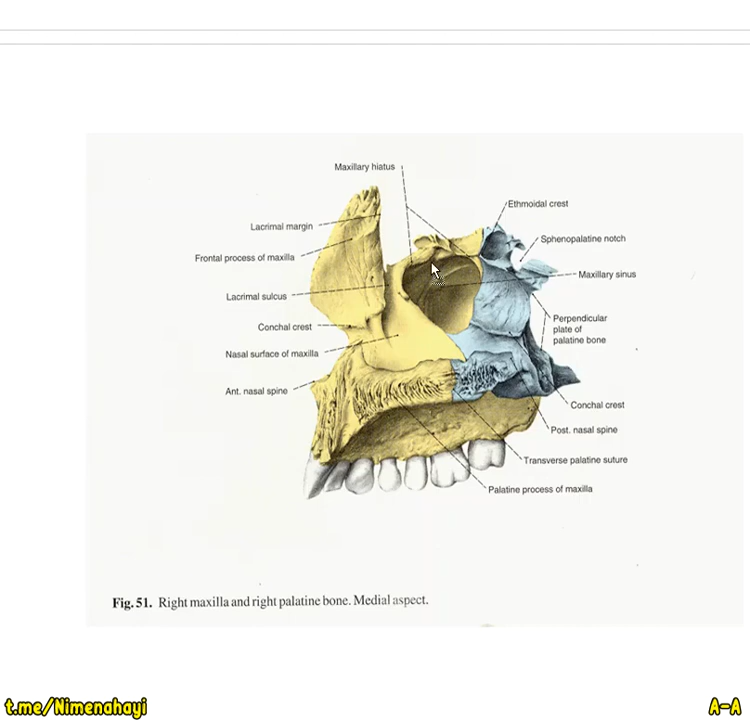 Maxillary hiatus
Ethmoidal crest
Lacrimal margin
Sphenopalatine notch
Frontal process of maxilla
Maxillary sinus
Lacrimal sulcus
Perpendicular
plate of
palatine bone
Conchal crest
Nasal surface of maxilla
Ant. nasal spine
Conchal crest
Post. nasal spine
Transverse palatine suture
Palatine process of maxilla
Fig. 51. Right maxilla and right palatine bone. Medial aspect.
t.me/Nimenahayi
A-A